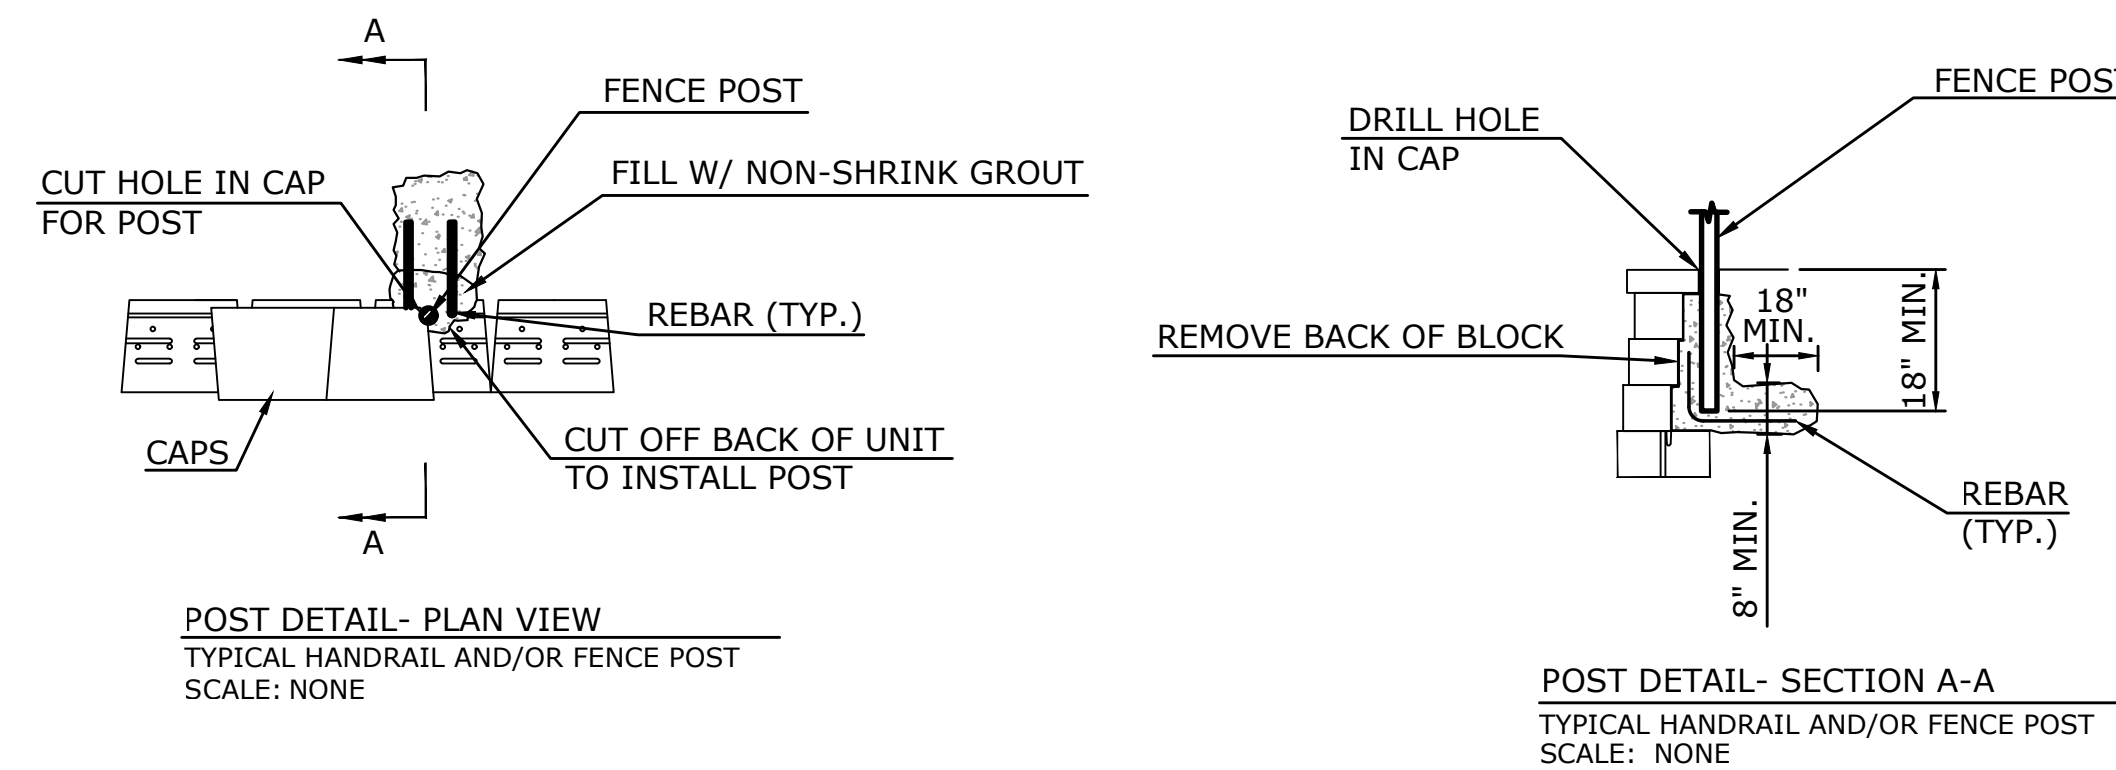 A
FENCE POST
CUT HOLE IN CAP
FOR POST
FILL W/ NON-SHRINK GROUT
REBAR (TYP.)
CAPS
CUT OFF BACK OF UNIT
TO INSTALL POST
A
POST DETAIL- PLAN VIEW
TYPICAL HANDRAIL AND/OR FENCE POST
SCALE: NONE
FENCE POST
DRILL HOLE
IN CAP
18"
MIN.
18" MIN.
REMOVE BACK OF BLOCK
8" MIN.
REBAR
(TYP.)
POST DETAIL- SECTION A-A
TYPICAL HANDRAIL AND/OR FENCE POST
SCALE: NONE